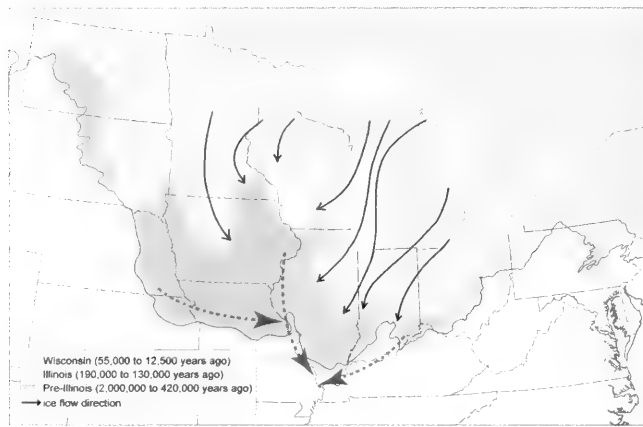 Wisconsin (55,000 to 12,500 years ago)
Illinois (190,000 to 130,000 years ago)
Pre-Illinois (2,000,000 to 420,000 years ago)
ice flow direction